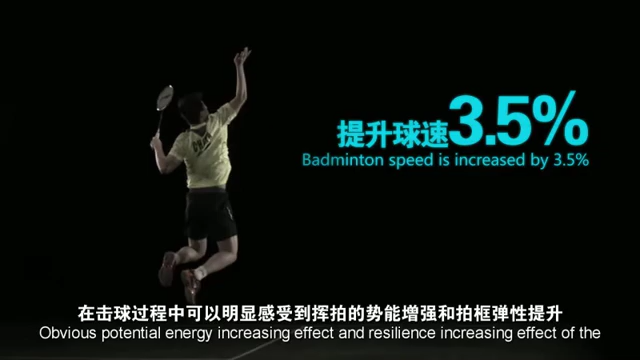 提升球速3.5%
Badminton speed is increased by 3.5%
在击球过程中可以明显感受到挥拍的势能增强和拍框弹性提升
Obvious potential energy increasing effect and resilience increasing effect of the